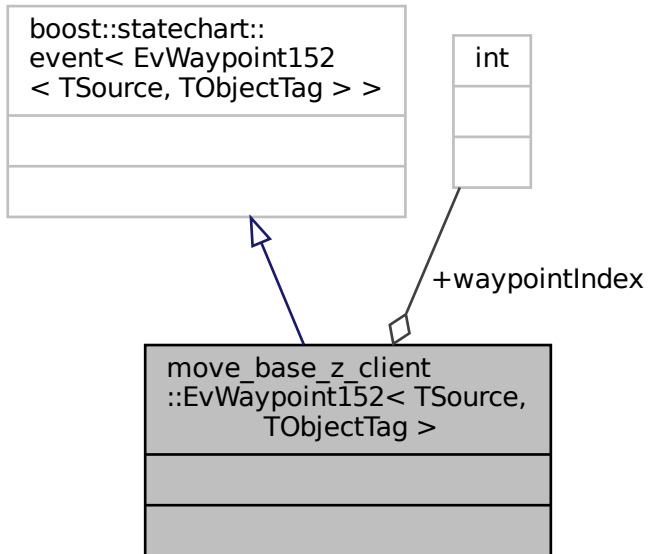 boost::statechart::
event< EvWaypoint152
< TSource, TObjectTag > >
int
+waypointIndex
move_base_z_client
::EvWaypoint152< TSource,
TObjectTag >